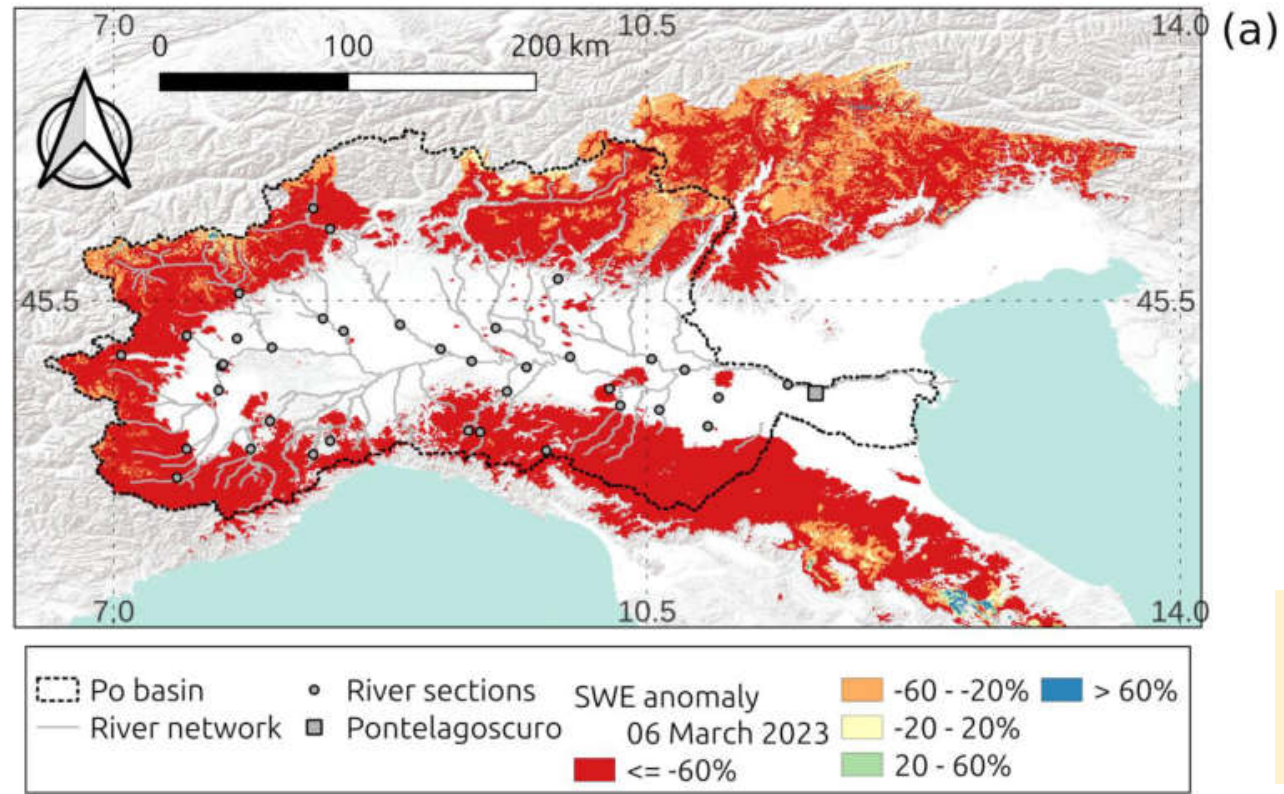 7.0 10.5 14.0 (a)
0 100 200 km
45.5 45.5
7.0 10.5 14.0
Po basin River sections SWE anomaly -60 - -20% > 60%
River network Pontelagoscuro 06 March 2023 -20 - 20%
<= -60% 20 - 60%